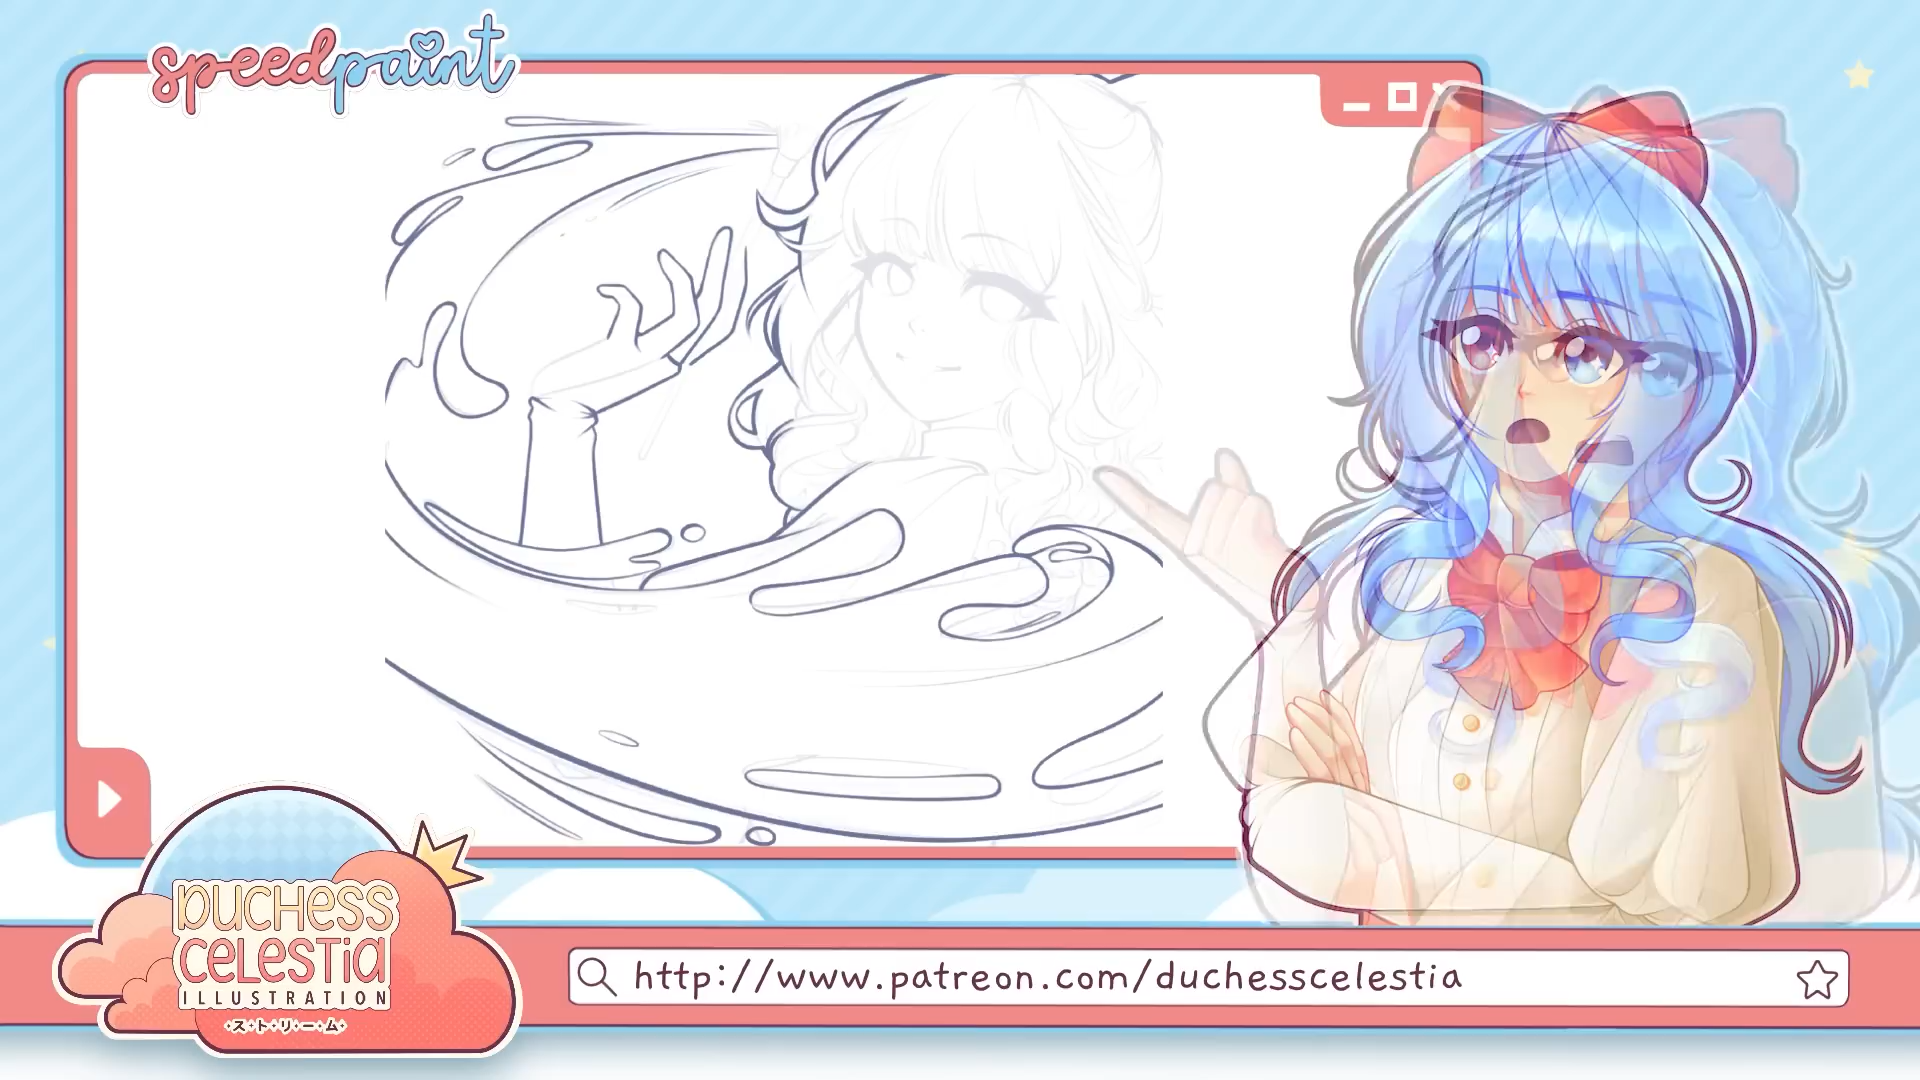 speedpaint
DUCHESS
CELESTIA
ILLUSTRATION
・ス・ト・リ・ー・ム・
http://www.patreon.com/duchesscelestia